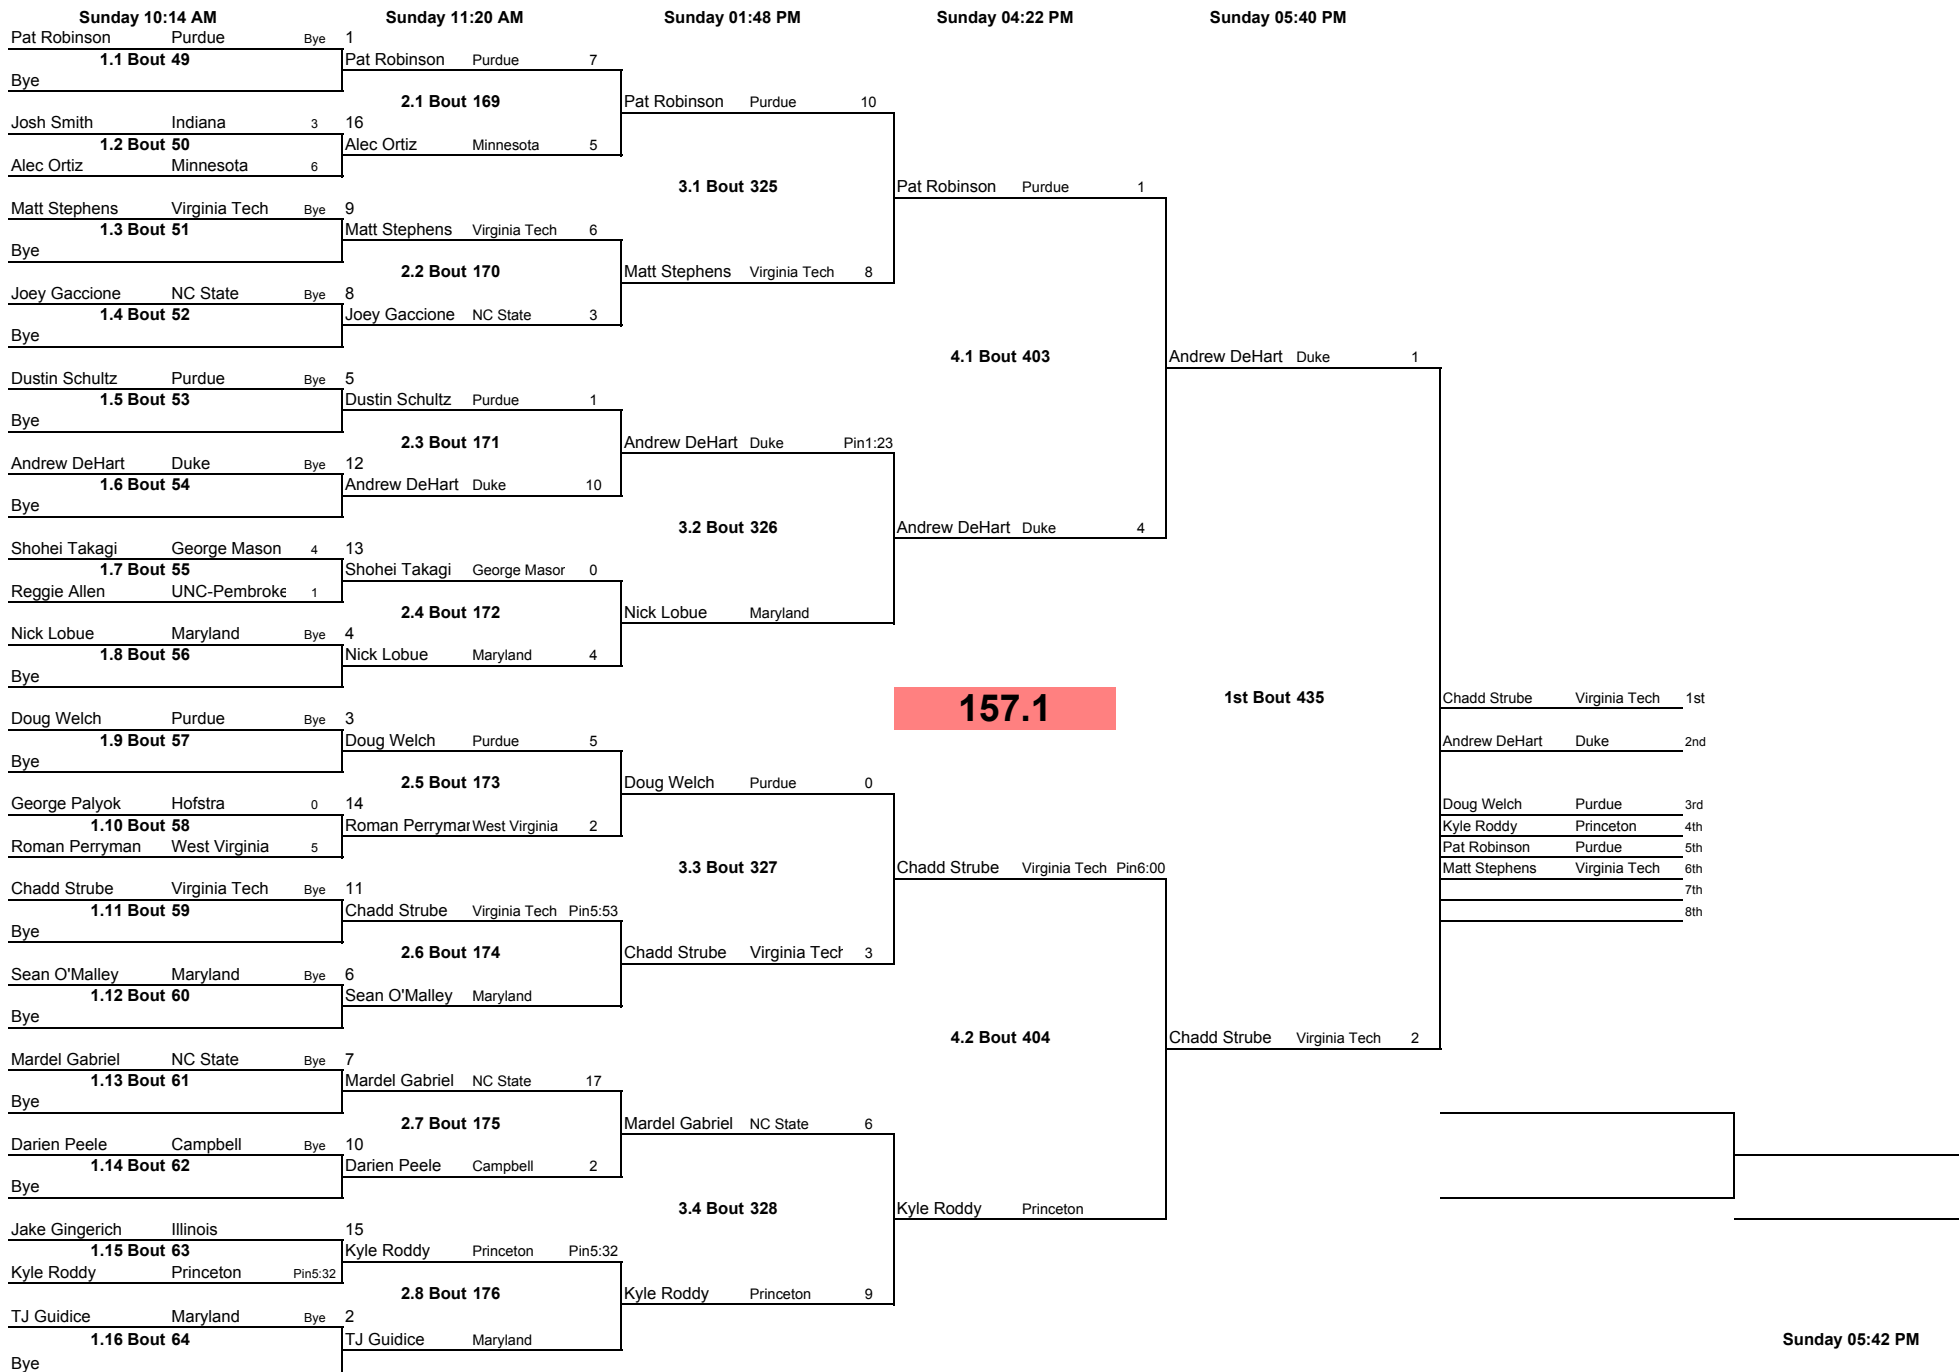 Sunday 10:14 AM Sunday 11:20 AM Sunday 01:48 PM Sunday 04:22 PM Sunday 05:40 PM
Pat Robinson Purdue Bye 1
1.1 Bout 49 Pat Robinson Purdue 7
Bye
2.1 Bout 169 Pat Robinson Purdue 10
Josh Smith Indiana 3 16
1.2 Bout 50 Alec Ortiz Minnesota 5
Alec Ortiz Minnesota 6
3.1 Bout 325 Pat Robinson Purdue 1
Matt Stephens Virginia Tech Bye 9
1.3 Bout 51 Matt Stephens Virginia Tech 6
Bye
2.2 Bout 170 Matt Stephens Virginia Tech 8
Joey Gaccione NC State Bye 8
1.4 Bout 52 Joey Gaccione NC State 3
Bye
4.1 Bout 403 Andrew DeHart Duke 1
Dustin Schultz Purdue Bye 5
1.5 Bout 53 Dustin Schultz Purdue 1
Bye
2.3 Bout 171 Andrew DeHart Duke Pin1:23
Andrew DeHart Duke Bye 12
1.6 Bout 54 Andrew DeHart Duke 10
Bye
3.2 Bout 326 Andrew DeHart Duke 4
Shohei Takagi George Mason 4 13
1.7 Bout 55 Shohei Takagi George Masor 0
Reggie Allen UNC-Pembroke 1
2.4 Bout 172 Nick Lobue Maryland
Nick Lobue Maryland Bye 4
1.8 Bout 56 Nick Lobue Maryland 4
Bye
157.1 1st Bout 435 Chadd Strube Virginia Tech 1st
Doug Welch Purdue Bye 3
1.9 Bout 57 Doug Welch Purdue 5 Andrew DeHart Duke 2nd
Bye
2.5 Bout 173 Doug Welch Purdue 0
George Palyok Hofstra 0 14 Doug Welch Purdue 3rd
1.10 Bout 58 Roman Perrymar West Virginia 2 Kyle Roddy Princeton 4th
Roman Perryman West Virginia 5 Pat Robinson Purdue 5th
3.3 Bout 327 Chadd Strube Virginia Tech Pin6:00 Matt Stephens Virginia Tech 6th
Chadd Strube Virginia Tech Bye 11 7th
1.11 Bout 59 Chadd Strube Virginia Tech Pin5:53 8th
Bye
2.6 Bout 174 Chadd Strube Virginia Tech 3
Sean O'Malley Maryland Bye 6
1.12 Bout 60 Sean O'Malley Maryland
Bye
4.2 Bout 404 Chadd Strube Virginia Tech 2
Mardel Gabriel NC State Bye 7
1.13 Bout 61 Mardel Gabriel NC State 17
Bye
2.7 Bout 175 Mardel Gabriel NC State 6
Darien Peele Campbell Bye 10
1.14 Bout 62 Darien Peele Campbell 2
Bye
3.4 Bout 328 Kyle Roddy Princeton
Jake Gingerich Illinois 15
1.15 Bout 63 Kyle Roddy Princeton Pin5:32
Kyle Roddy Princeton Pin5:32
2.8 Bout 176 Kyle Roddy Princeton 9
TJ Guidice Maryland Bye 2
1.16 Bout 64 TJ Guidice Maryland Sunday 05:42 PM
Bye